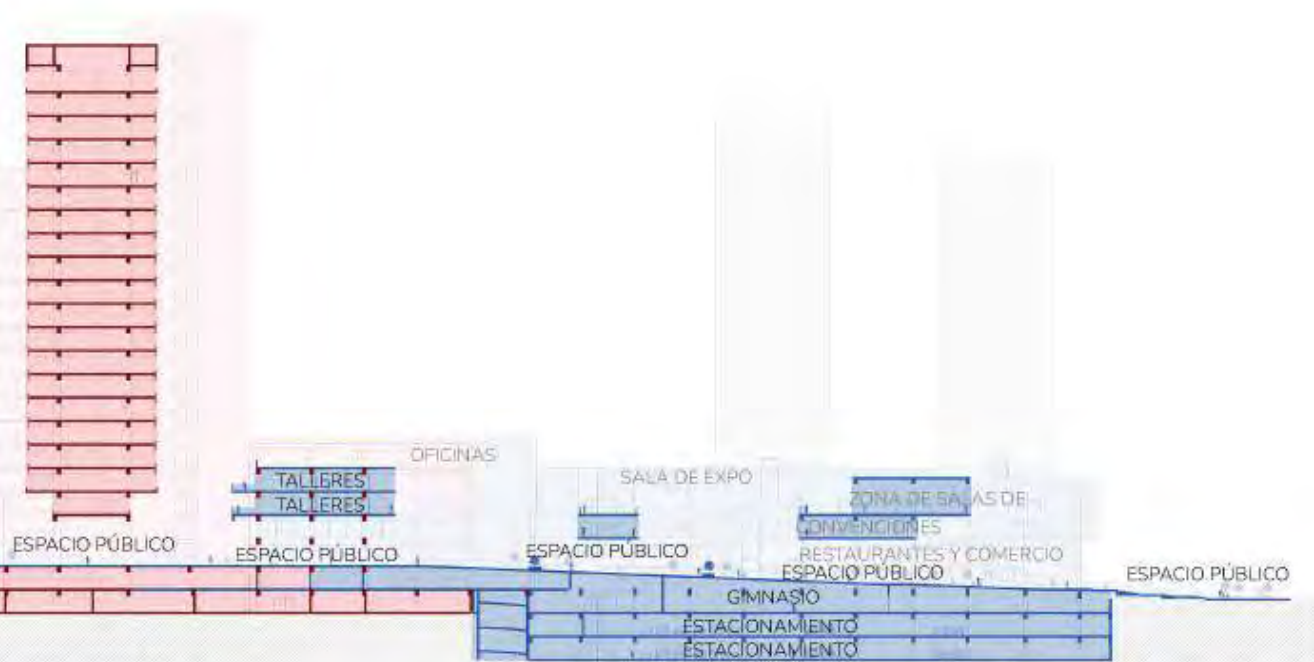 OFICINAS
TALLERES
SALA DE EXPO
TALLERES
ZONA DE SALAS DE
CONVENCIONES
ESPACIO PÚBLICO
ESPACIO PÚBLICO
ESPACIO PÚBLICO
RESTAURANTES Y COMERCIO
ESPACIO PÚBLICO
ESPACIO PÚBLICO
GIMNASIO
ESTACIONAMIENTO
ESTACIONAMIENTO